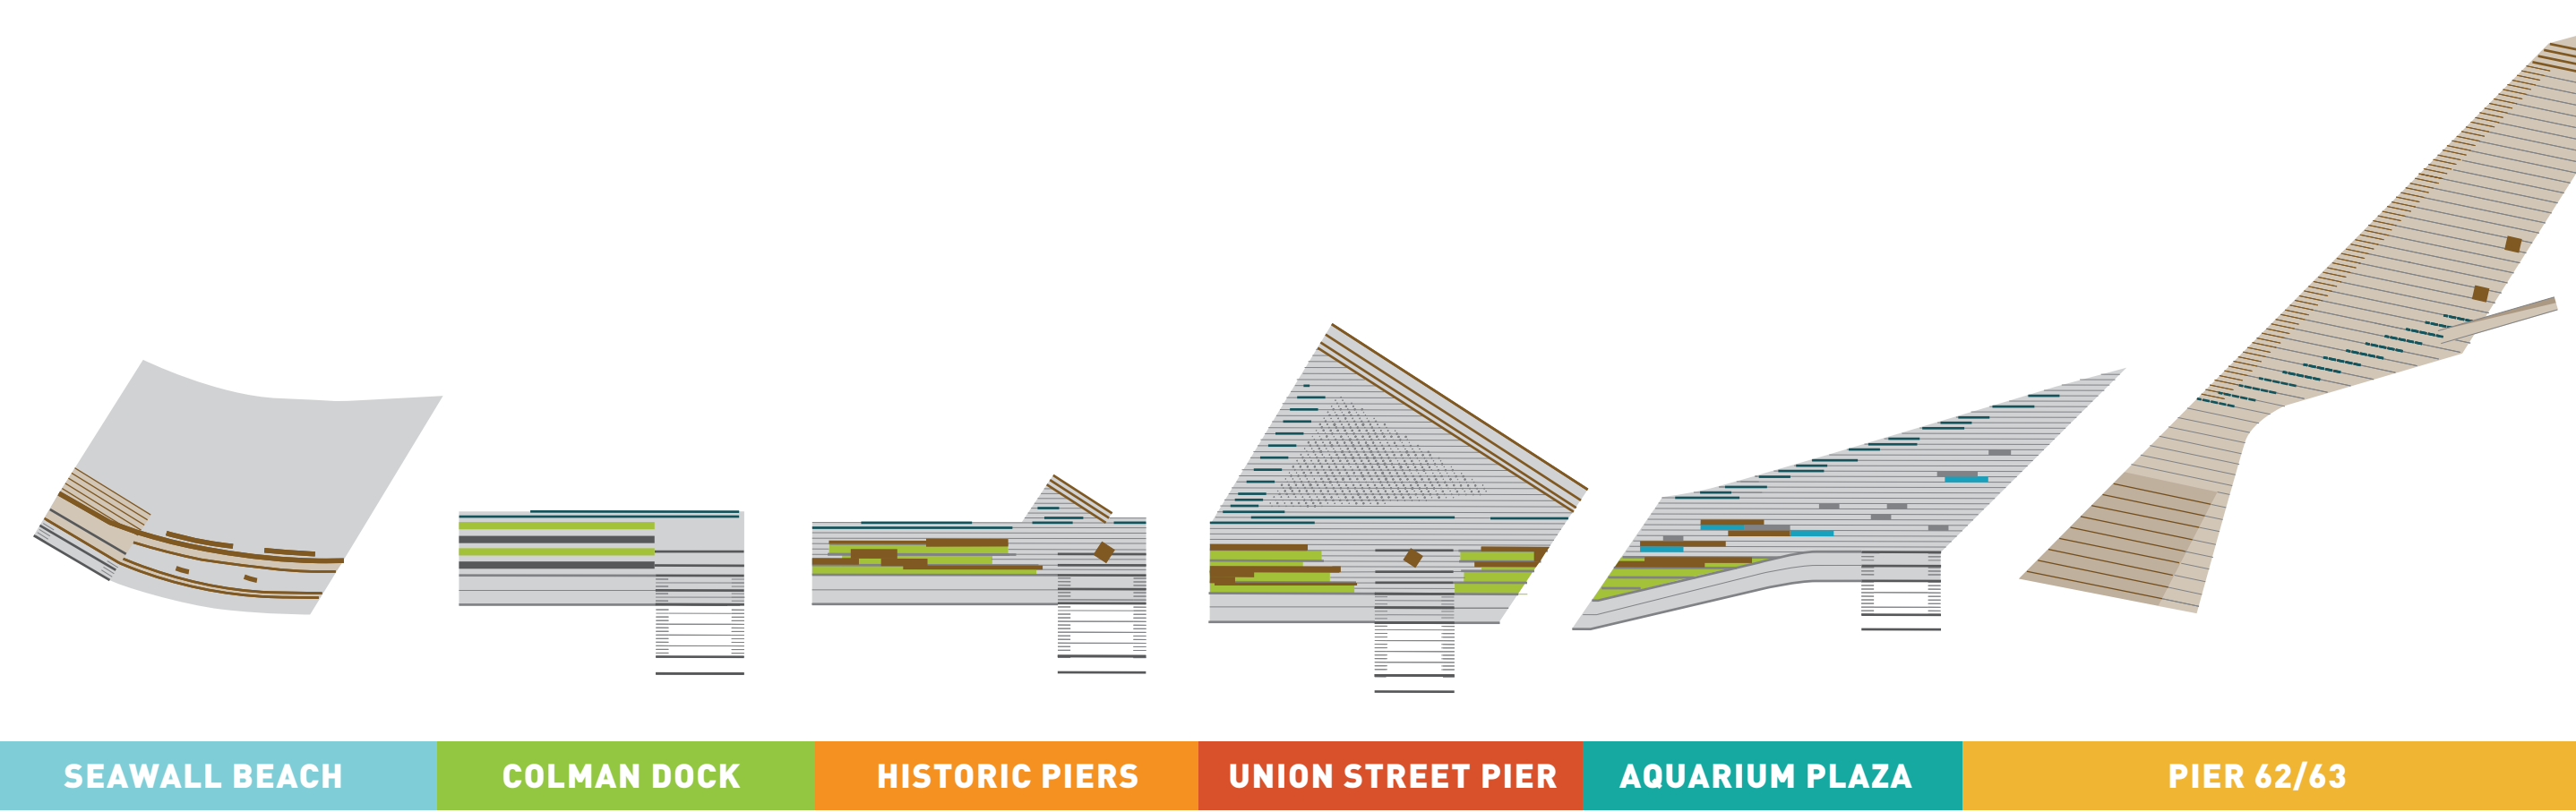 SEAWALL BEACH
COLMAN DOCK
HISTORIC PIERS
UNION STREET PIER
AQUARIUM PLAZA
PIER 62/63